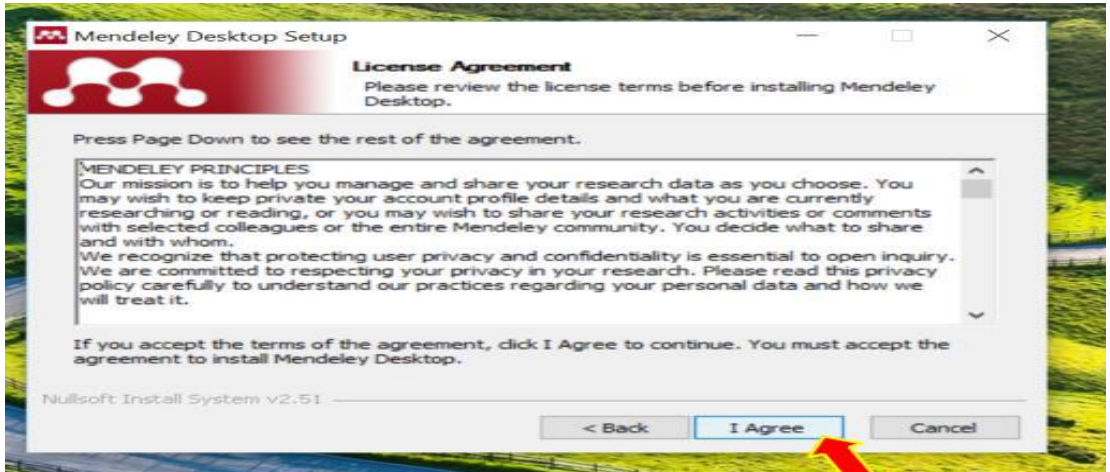 Mendeley Desktop Setup
License Agreement
Please review the license terms before installing Mendeley
Desktop.
Press Page Down to see the rest of the agreement.
MENDELEY PRINCIPLES
Our mission is to help you manage and share your research data as you choose. You
may wish to keep private your account profile details and what you are currently
researching or reading, or you may wish to share your research activities or comments
with selected colleagues or the entire Mendeley community. You decide what to share
and with whom.
We recognize that protecting user privacy and confidentiality is essential to open inquiry.
We are committed to respecting your privacy in your research. Please read this privacy
policy carefully to understand our practices regarding your personal data and how we
will treat it.
If you accept the terms of the agreement, click I Agree to continue. You must accept the
agreement to install Mendeley Desktop.
Nullsoft Install System v2.51
< Back I Agree Cancel